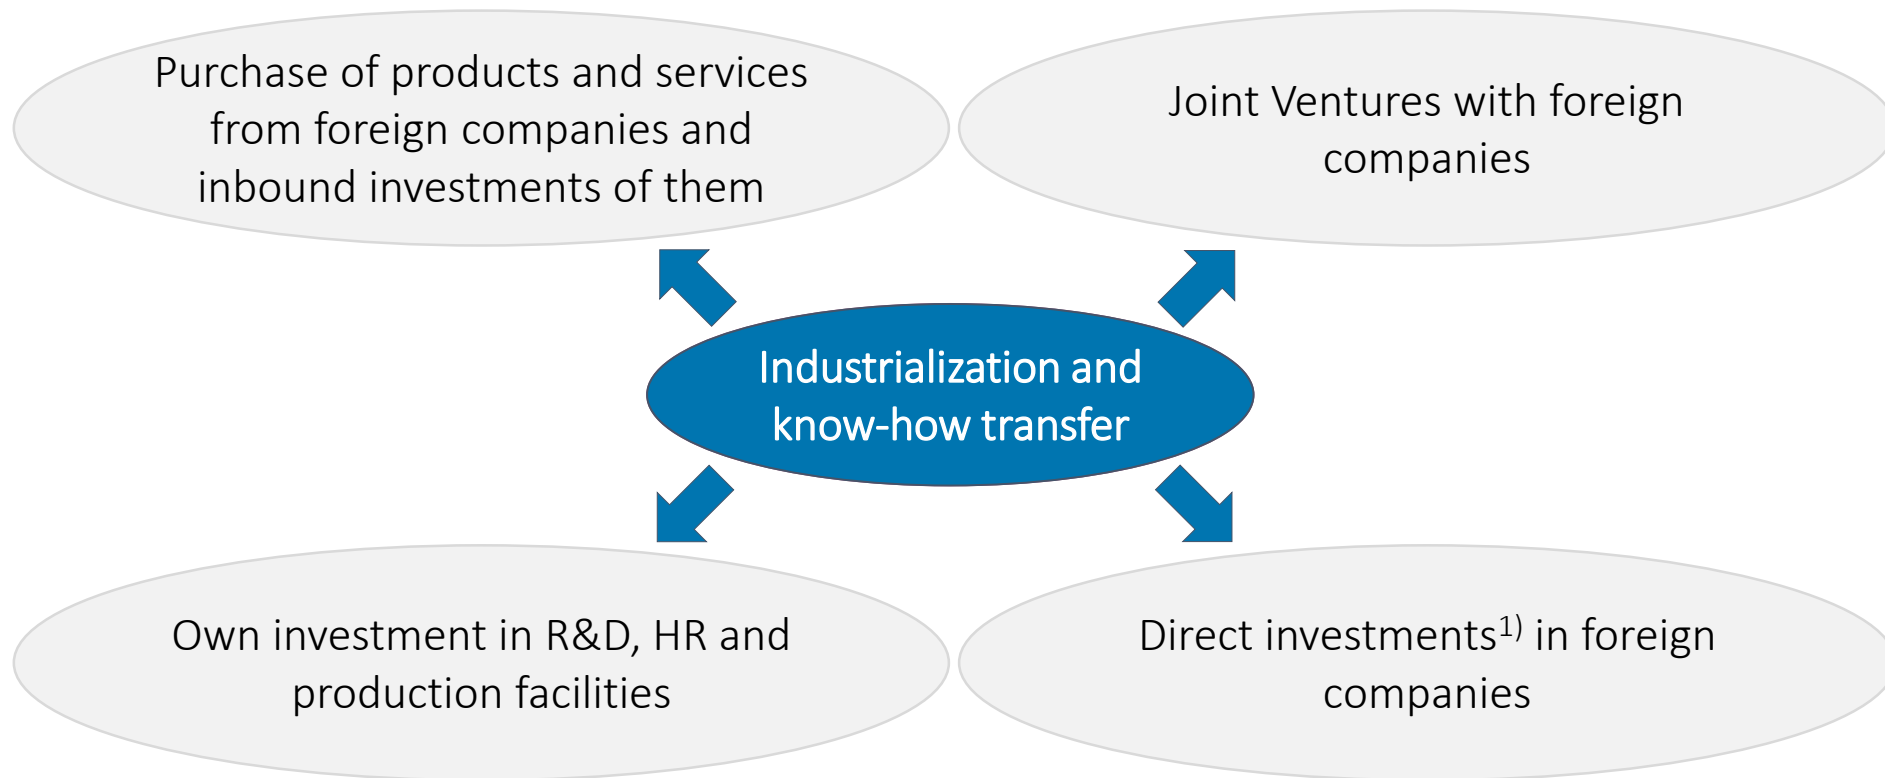 Purchase of products and services
from foreign companies and
inbound investments of them
Joint Ventures with foreign
companies
Industrialization and
know-how transfer
Own investment in R&D, HR and
production facilities
Direct investments¹⁾ in foreign
companies